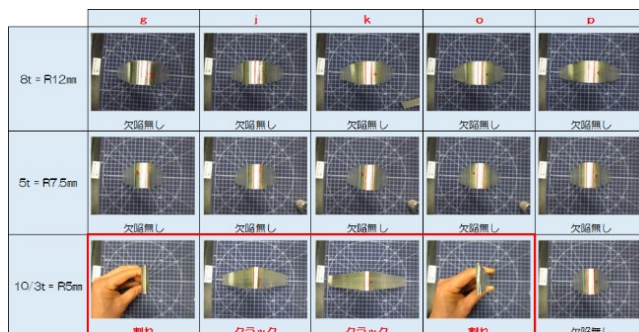 g j k o p
8t = R12㎜
欠陥無し 欠陥無し 欠陥無し 欠陥無し 欠陥無し
5t = R7.5㎜
欠陥無し 欠陥無し 欠陥無し 欠陥無し 欠陥無し
10/3t = R5㎜
割れ クラック クラック 割れ 欠陥無し